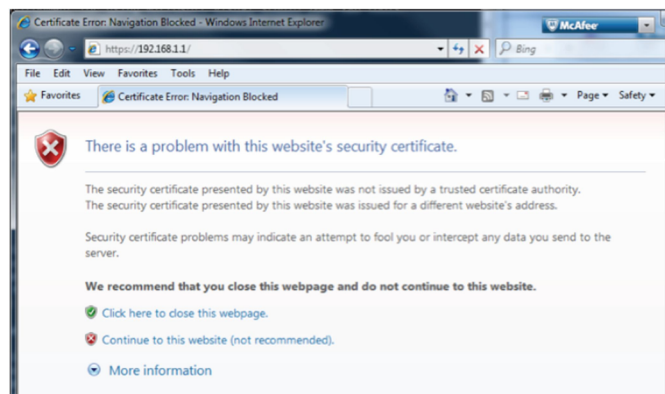 Certificate Error: Navigation Blocked - Windows Internet Explorer
McAfee
https://192.168.1.1/
Bing
File Edit View Favorites Tools Help
Favorites Certificate Error: Navigation Blocked Page Safety
There is a problem with this website's security certificate.
The security certificate presented by this website was not issued by a trusted certificate authority.
The security certificate presented by this website was issued for a different website's address.
Security certificate problems may indicate an attempt to fool you or intercept any data you send to the
server.
We recommend that you close this webpage and do not continue to this website.
Click here to close this webpage.
Continue to this website (not recommended).
More information